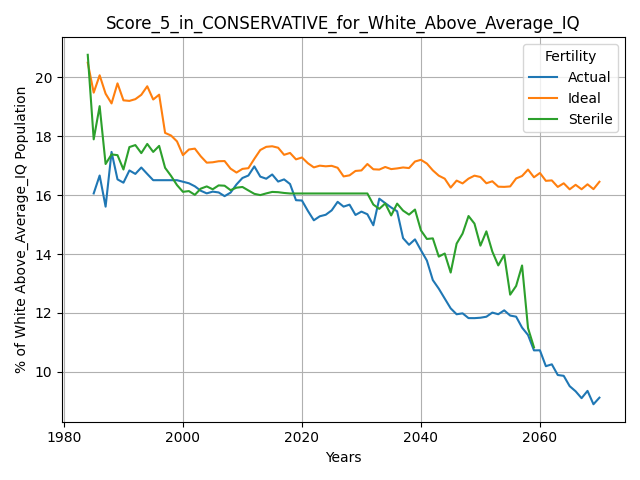 Score_5_in_CONSERVATIVE_for_White_Above_Average_IQ
% of White Above_Average_IQ Population
20
18
16
14
12
10
1980
2000
2020
2040
2060
Years
Fertility
Actual
Ideal
Sterile